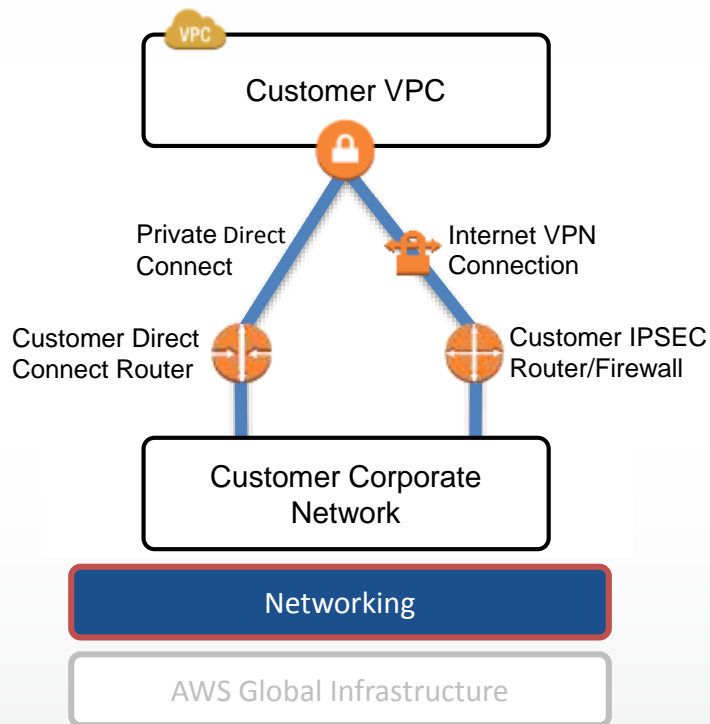 VPC
Customer VPC
Private Direct
Connect
Internet VPN
Connection
Customer Direct
Connect Router
Customer IPSEC
Router/Firewall
Customer Corporate
Network
Networking
AWS Global Infrastructure